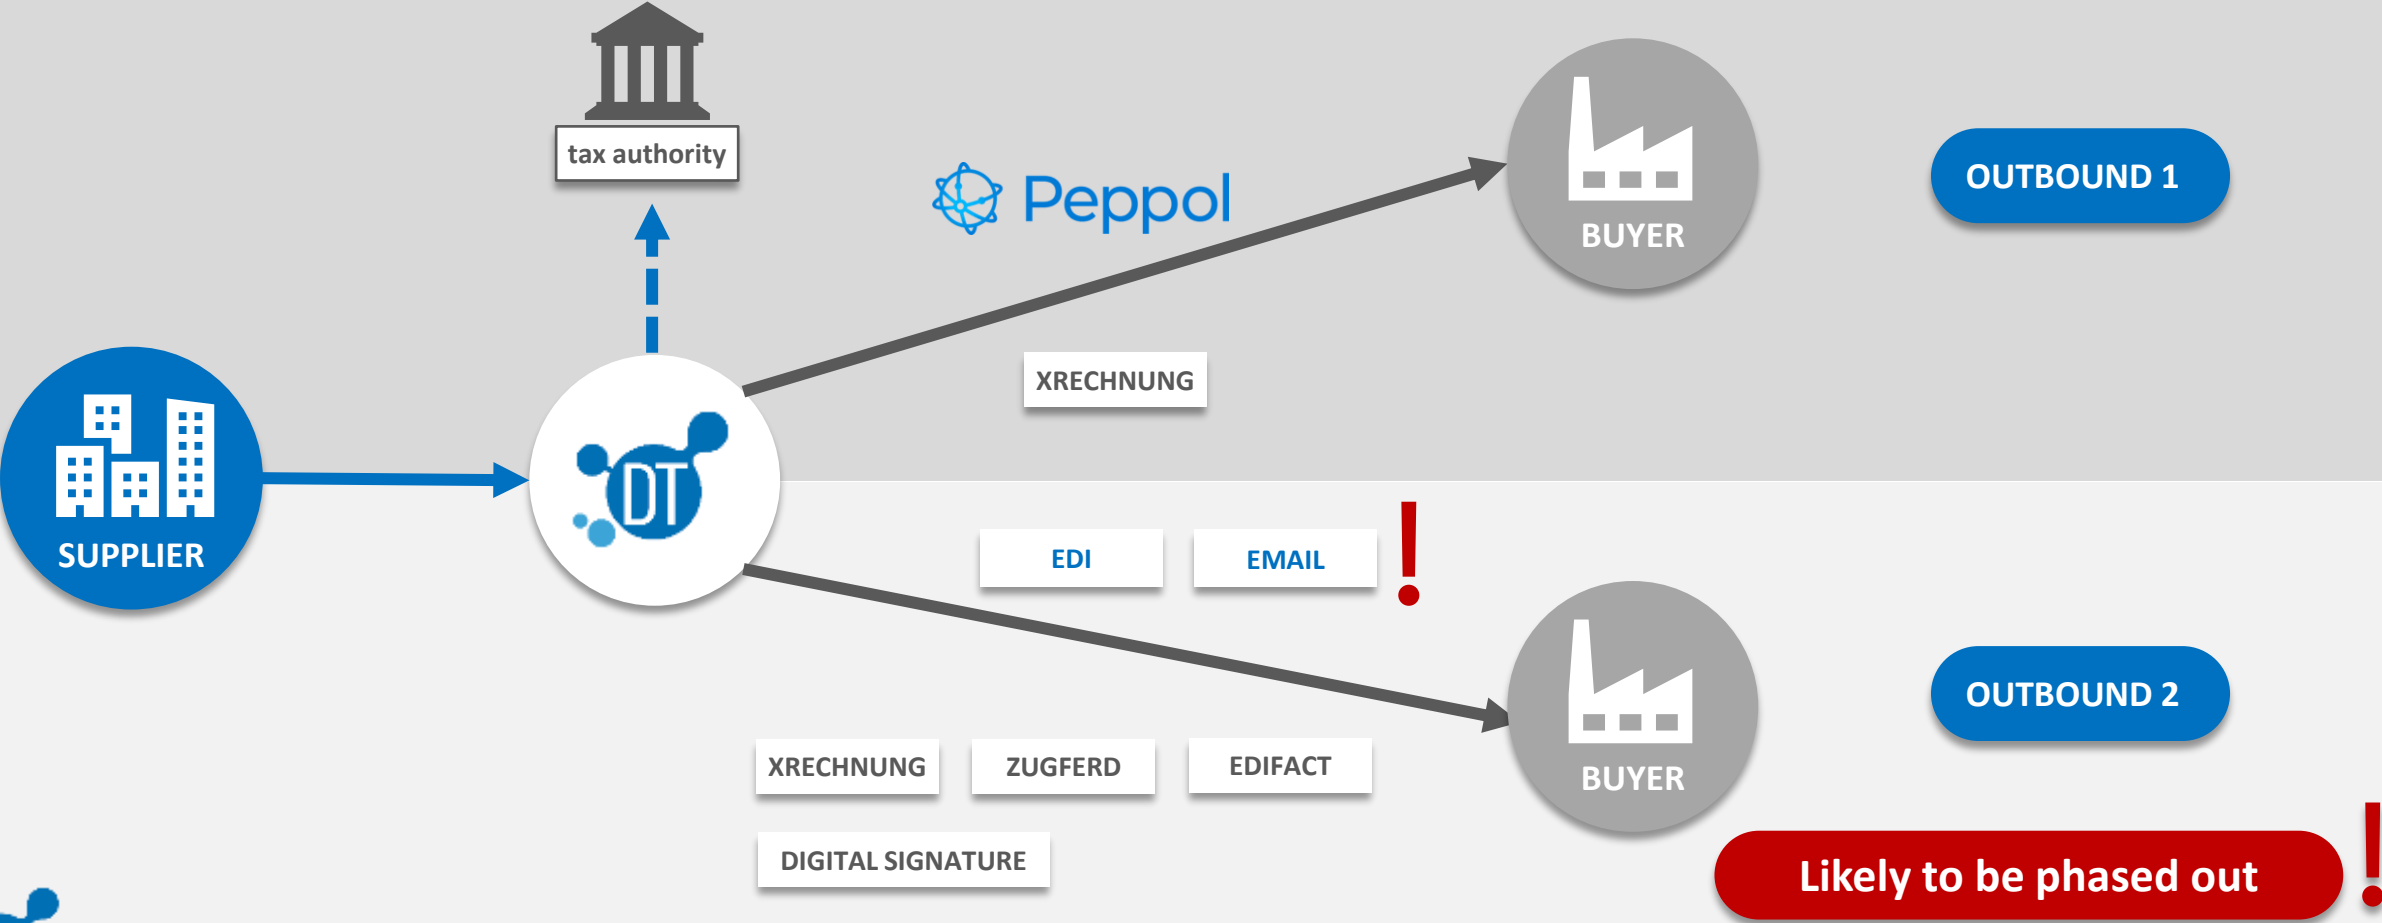 tax authority
Peppol
BUYER
OUTBOUND 1
XRECHNUNG
SUPPLIER
DT
EDI
EMAIL
!
BUYER
OUTBOUND 2
XRECHNUNG
ZUGFERD
EDIFACT
DIGITAL SIGNATURE
Likely to be phased out
!